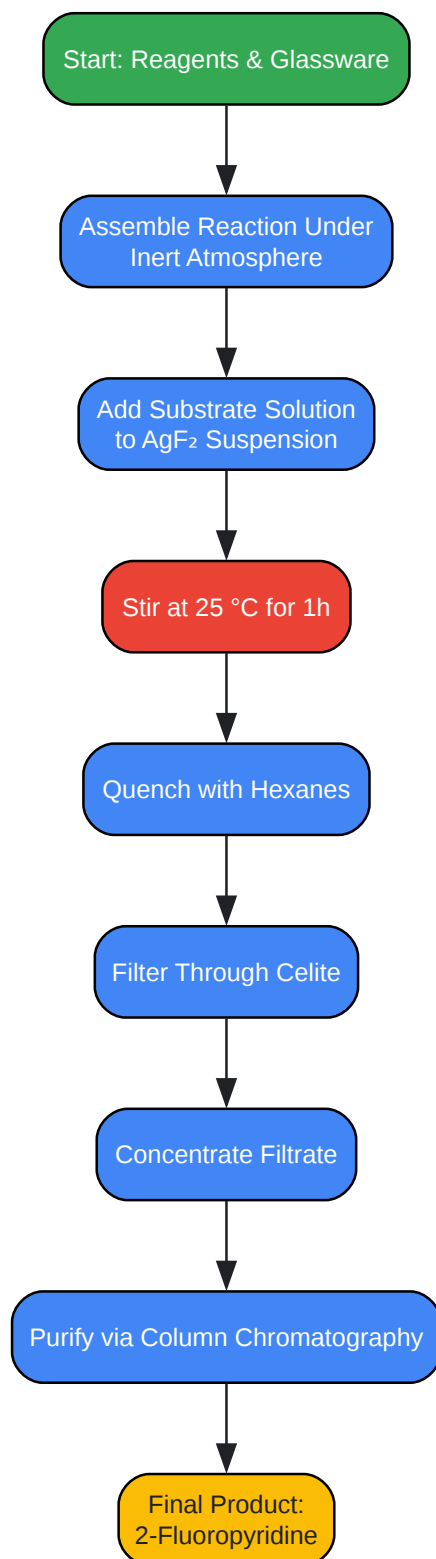 Start: Reagents & Glassware
Assemble Reaction Under
Inert Atmosphere
Add Substrate Solution
to AgF₂ Suspension
Stir at 25 °C for 1h
Quench with Hexanes
Filter Through Celite
Concentrate Filtrate
Purify via Column Chromatography
Final Product:
2-Fluoropyridine